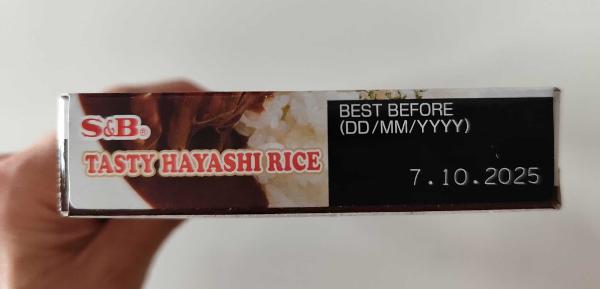 S&B®
TASTY HAYASHI RICE
BEST BEFORE
(DD/MM/YYYY)
7.10.2025